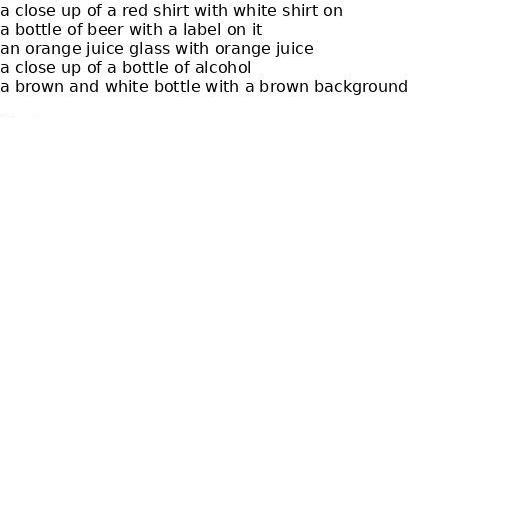 a close up of a red shirt with white shirt on
a bottle of beer with a label on it
an orange juice glass with orange juice
a close up of a bottle of alcohol
a brown and white bottle with a brown background